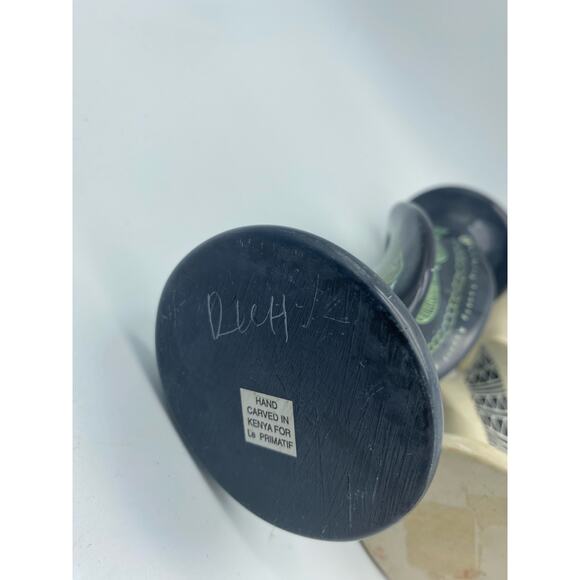 HAND
CARVED IN
KENYA FOR
Le PRIMATIF